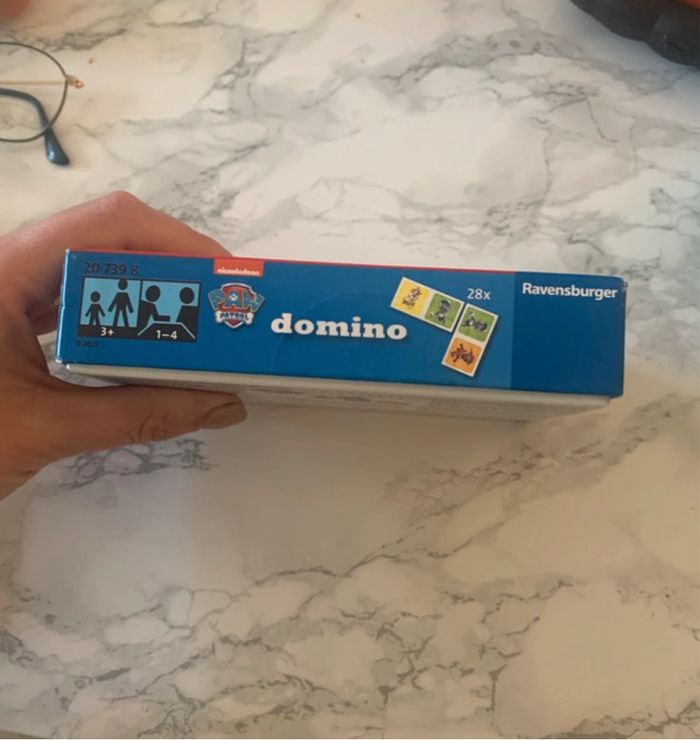 20 739 8
nickelodeon
PAW
PATROL
domino
28x
Ravensburger
3+
1-4
© 2021